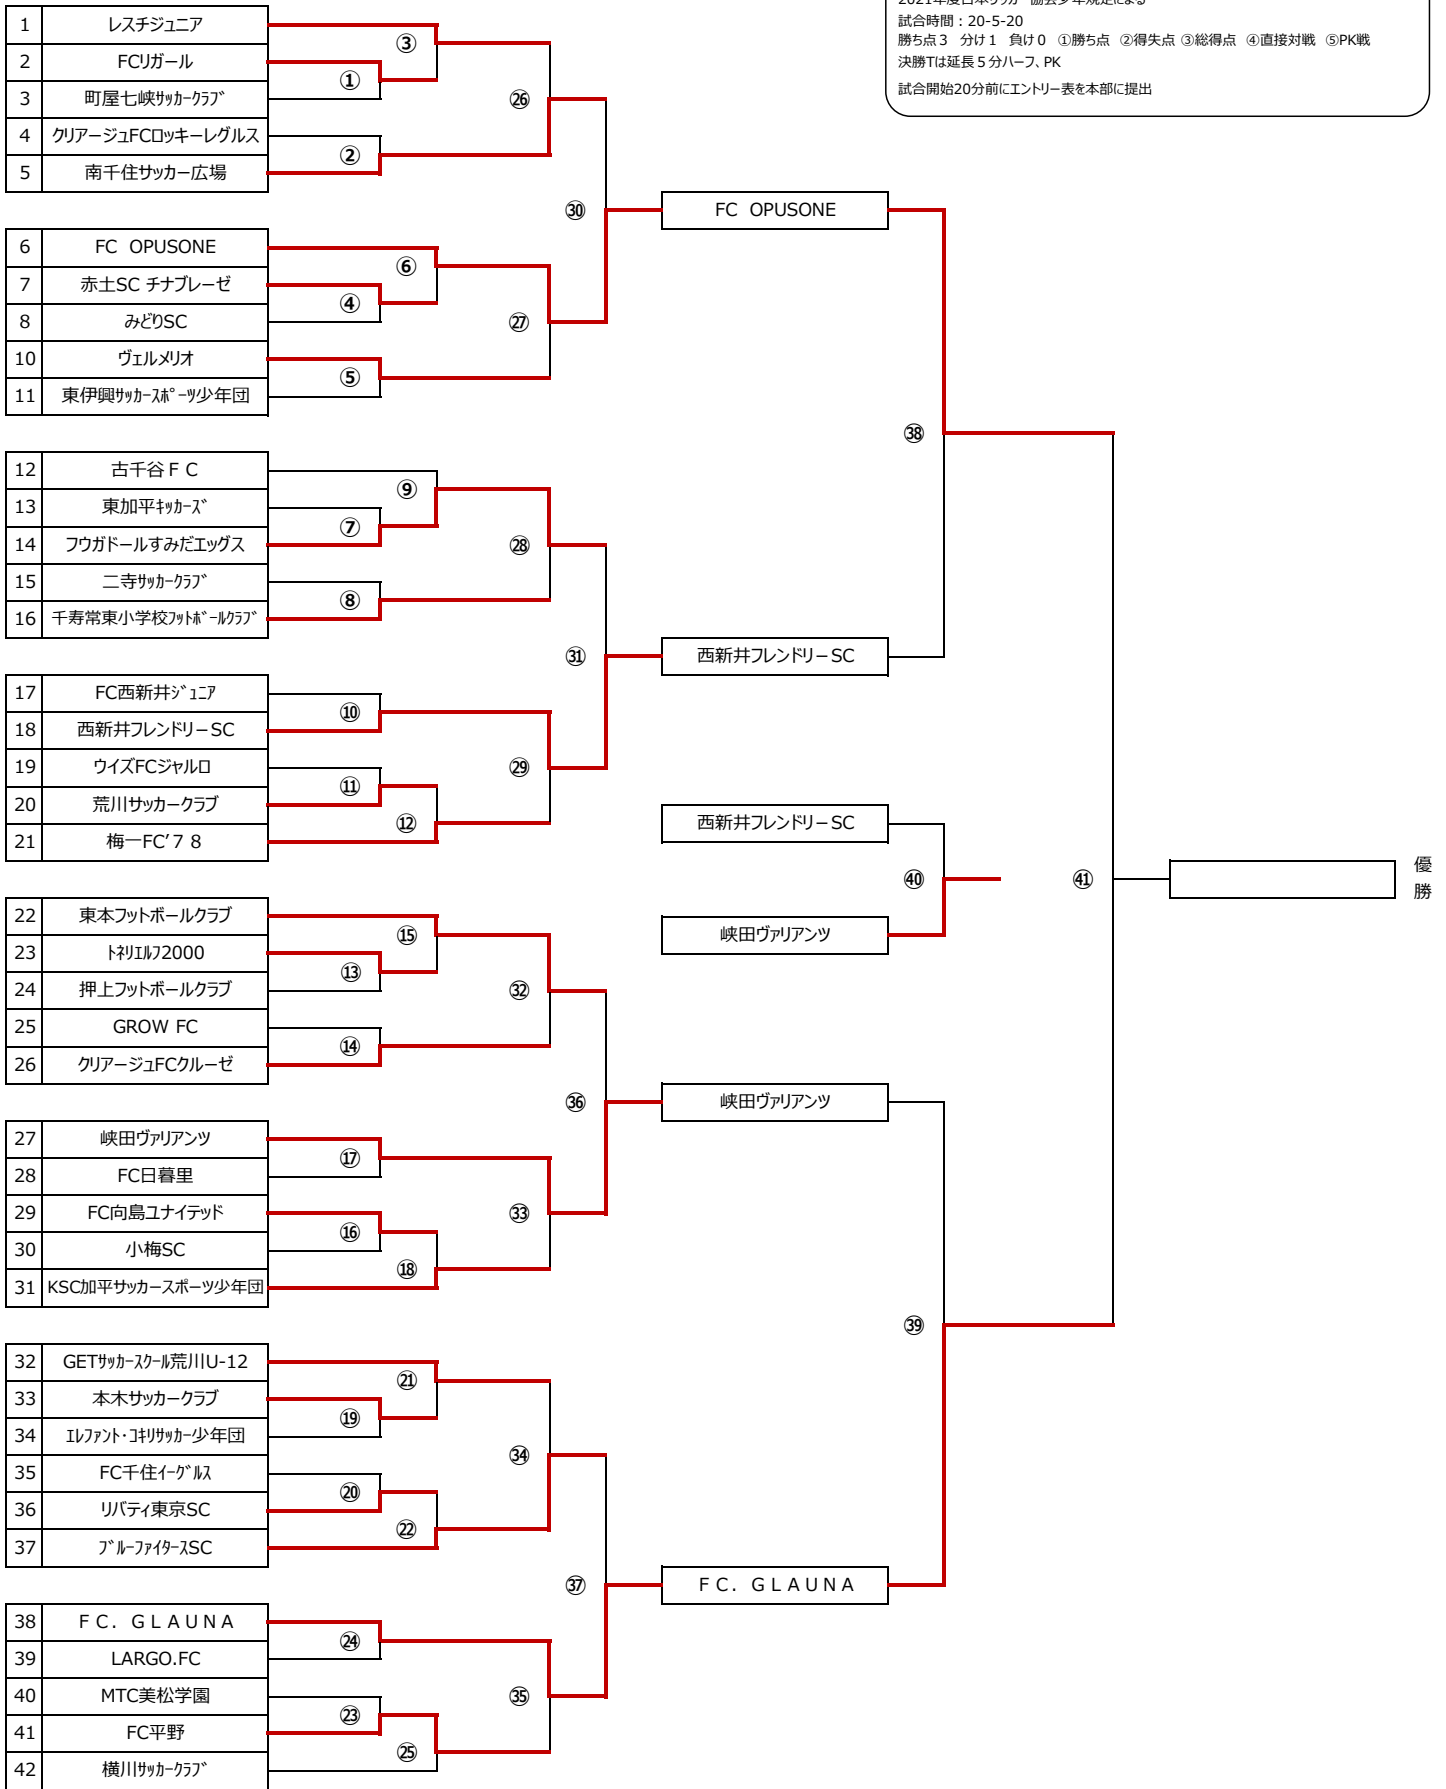 試合時間：20-5-20
勝ち点３ 分け１ 負け０ ①勝ち点 ②得失点 ③総得点 ④直接対戦 ⑤PK戦
決勝Tは延長５分ハーフ、PK
試合開始20分前にエントリー表を本部に提出
1 レスチジュニア
③
2 FCリガール
①
3 町屋七峡サッカークラブ
㉖
4 クリアージュFCロッキーレグルス
②
5 南千住サッカー広場
㉚
FC OPUSONE
6 FC OPUSONE
⑥
7 赤土SC チナブレーゼ
④
8 みどりSC
㉗
10 ヴェルメリオ
⑤
11 東伊興サッカースポーツ少年団
㊳
12 古千谷ＦＣ
⑨
13 東加平キッカーズ
⑦
14 フウガドールすみだエッグス
㉘
15 二寺サッカークラブ
⑧
16 千寿常東小学校フットボールクラブ
㉛
西新井フレンドリーSC
17 FC西新井ジュニア
⑩
18 西新井フレンドリーSC
19 ウイズFCジャルロ
㉙
⑪
20 荒川サッカークラブ
⑫
西新井フレンドリーSC
21 梅一FC'７８
㊵
㊶
優勝
22 東本フットボールクラブ
⑮
峡田ヴァリアンツ
23 トネリエルフ2000
⑬
24 押上フットボールクラブ
㉜
25 GROW FC
⑭
26 クリアージュFCクルーゼ
㊱
峡田ヴァリアンツ
27 峡田ヴァリアンツ
⑰
28 FC日暮里
29 FC向島ユナイテッド
㉝
⑯
30 小梅SC
⑱
31 KSC加平サッカースポーツ少年団
㊴
32 GETサッカースクール荒川U-12
㉑
33 本木サッカークラブ
⑲
34 エレファント・コキリサッカー少年団
㉞
35 FC千住イーグルス
⑳
36 リバティ東京SC
㉒
37 ブルーファイターズSC
㊲
ＦＣ．ＧＬＡＵＮＡ
38 ＦＣ．ＧＬＡＵＮＡ
㉔
39 LARGO.FC
40 MTC美松学園
㉟
㉓
41 FC平野
㉕
42 横川サッカークラブ